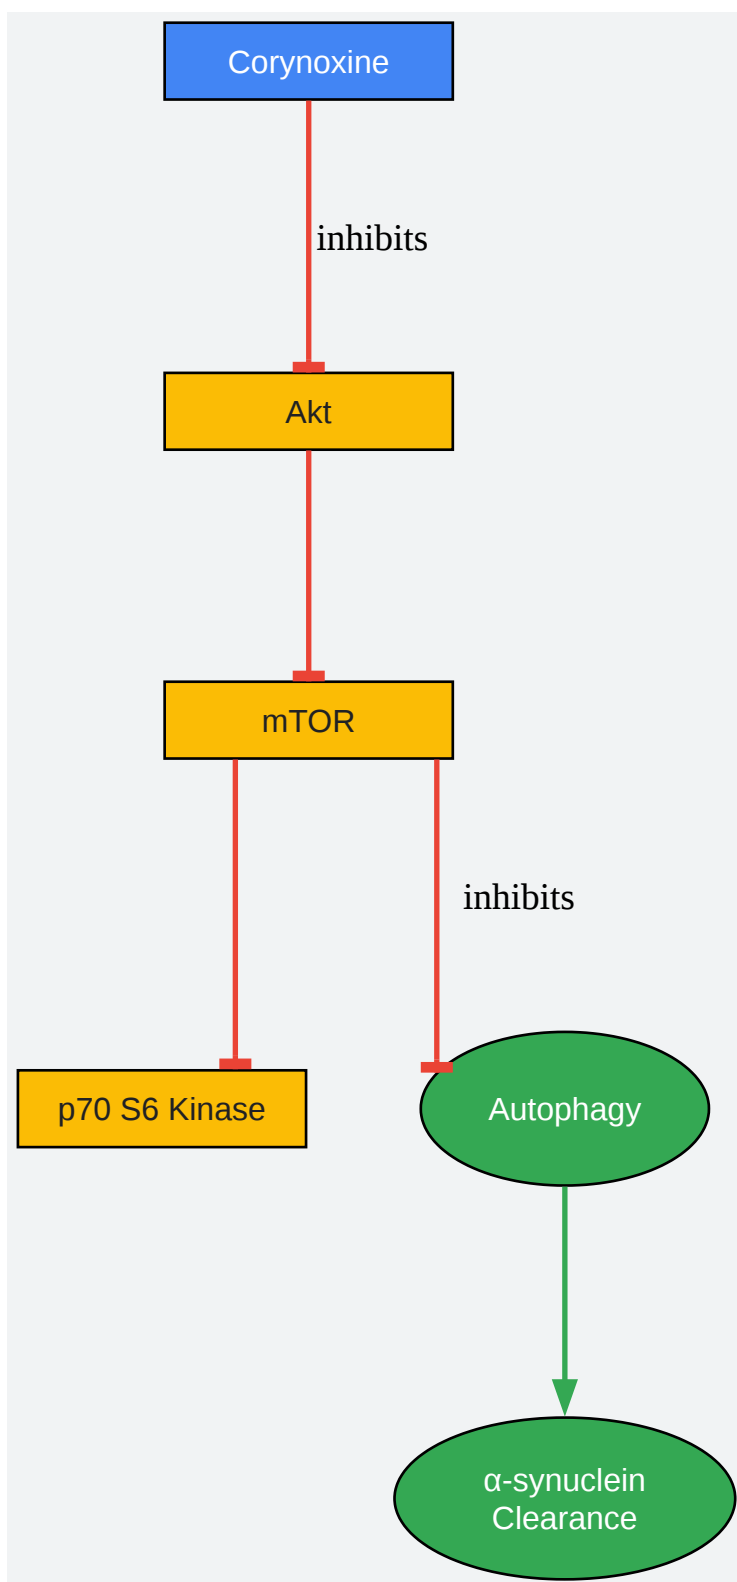 Corynoxine
inhibits
Akt
mTOR
inhibits
p70 S6 Kinase
Autophagy
α-synuclein
Clearance